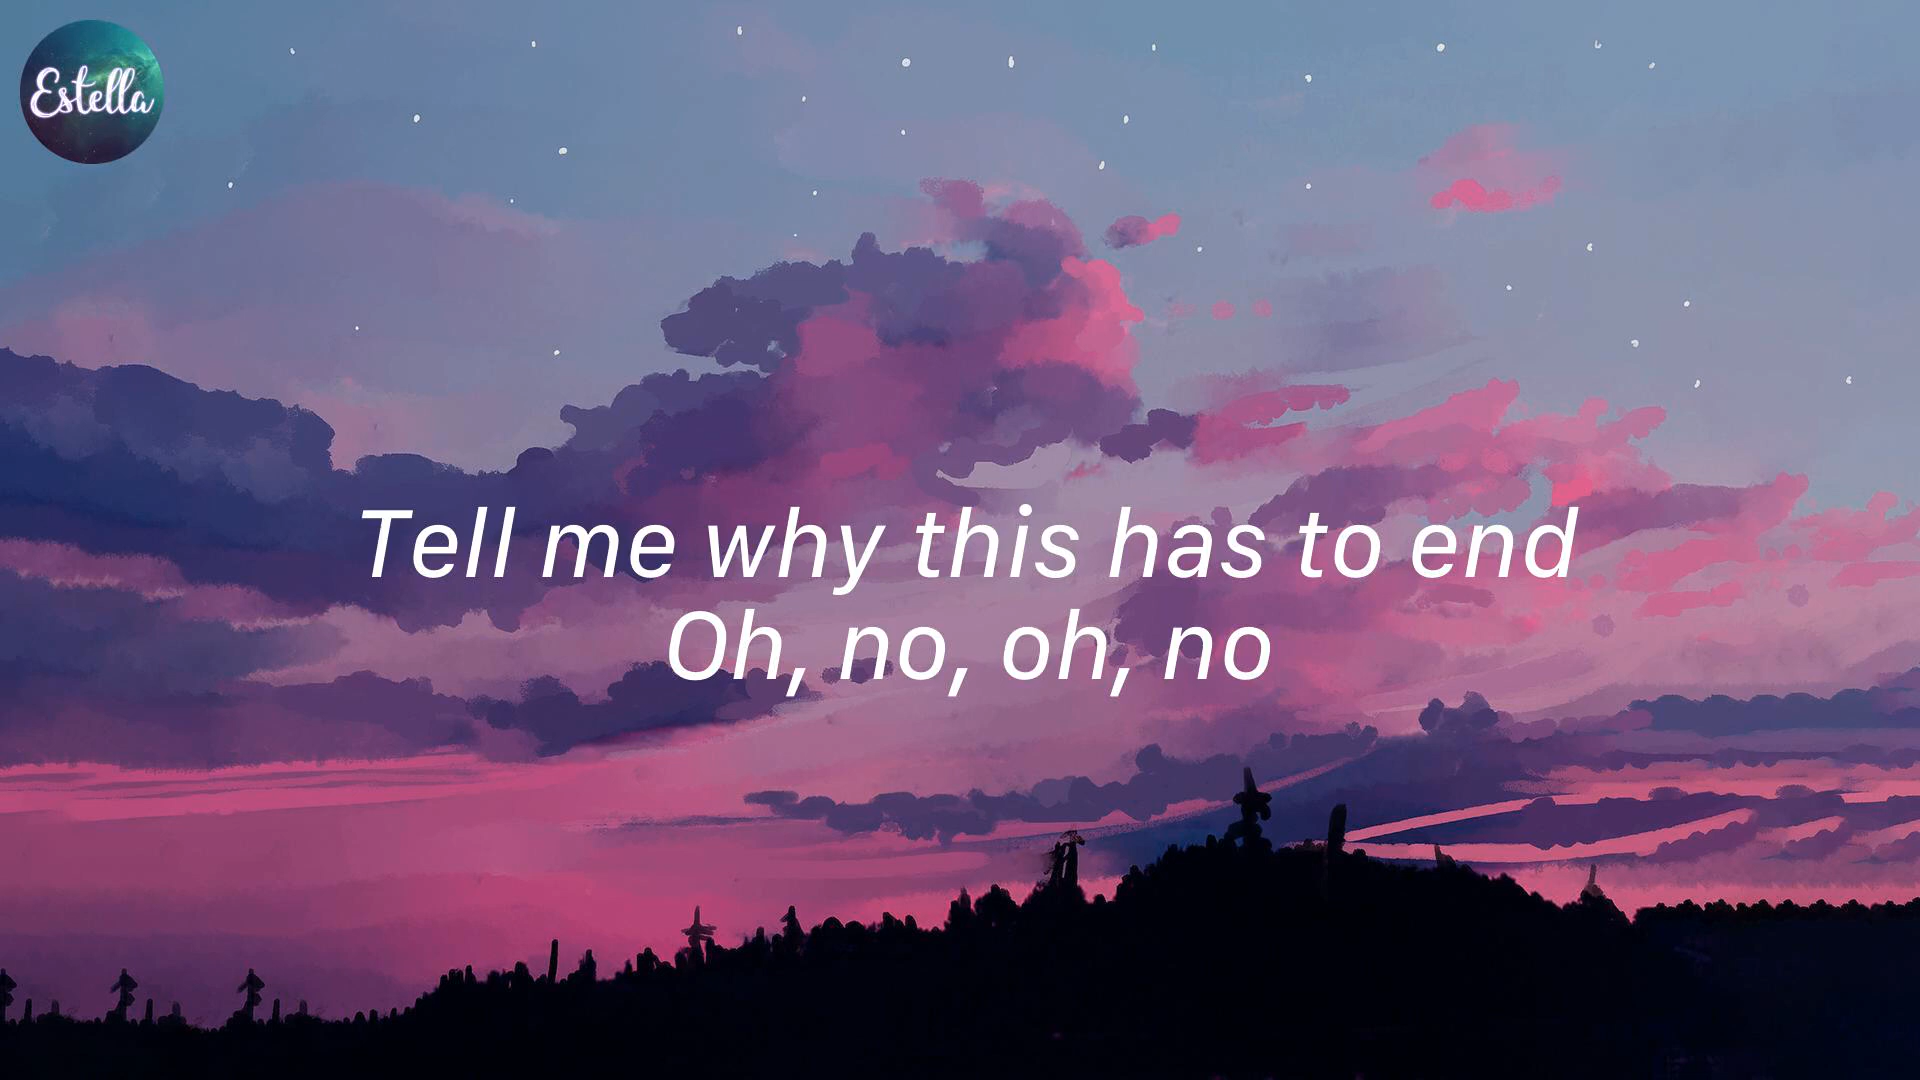 Estella
Tell me why this has to end
Oh, no, oh, no